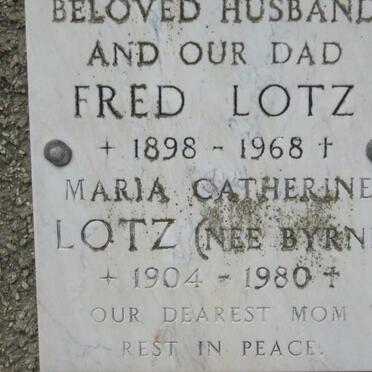 BELOVED HUSBAND
AND OUR DAD
FRED LOTZ
+ 1898 - 1968 †
MARIA CATHERINE
LOTZ (NEE BYRN
+ 1904 - 1980 †
OUR DEAREST MOM
REST IN PEACE.